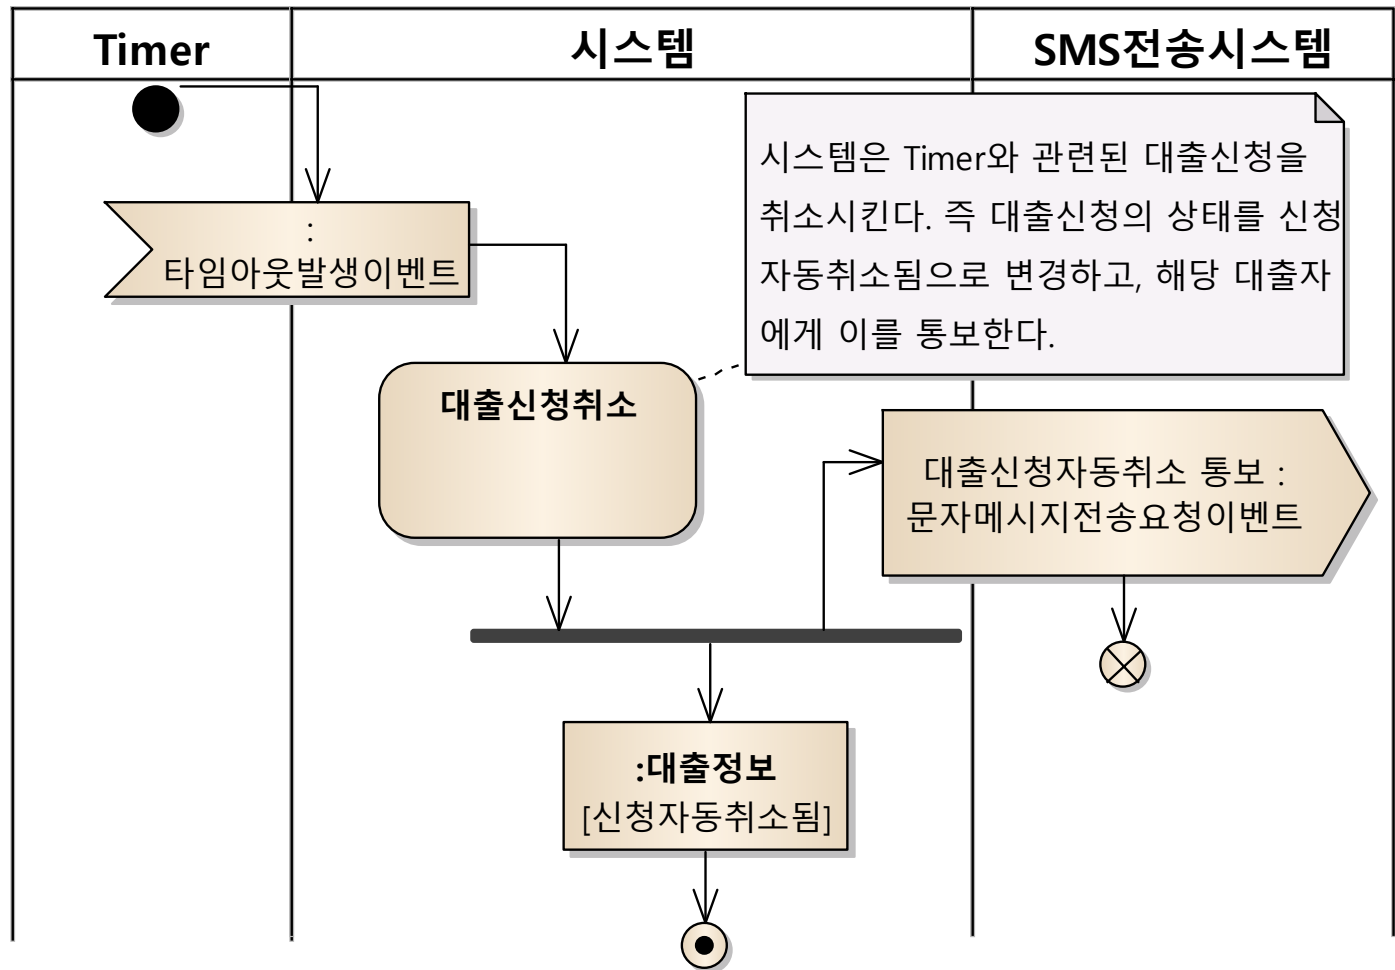 Timer
시스템
SMS전송시스템
시스템은 Timer와 관련된 대출신청을
취소시킨다. 즉 대출신청의 상태를 신청
자동취소됨으로 변경하고, 해당 대출자
에게 이를 통보한다.
:
타임아웃발생이벤트
대출신청취소
대출신청자동취소 통보 :
문자메시지전송요청이벤트
:대출정보
[신청자동취소됨]